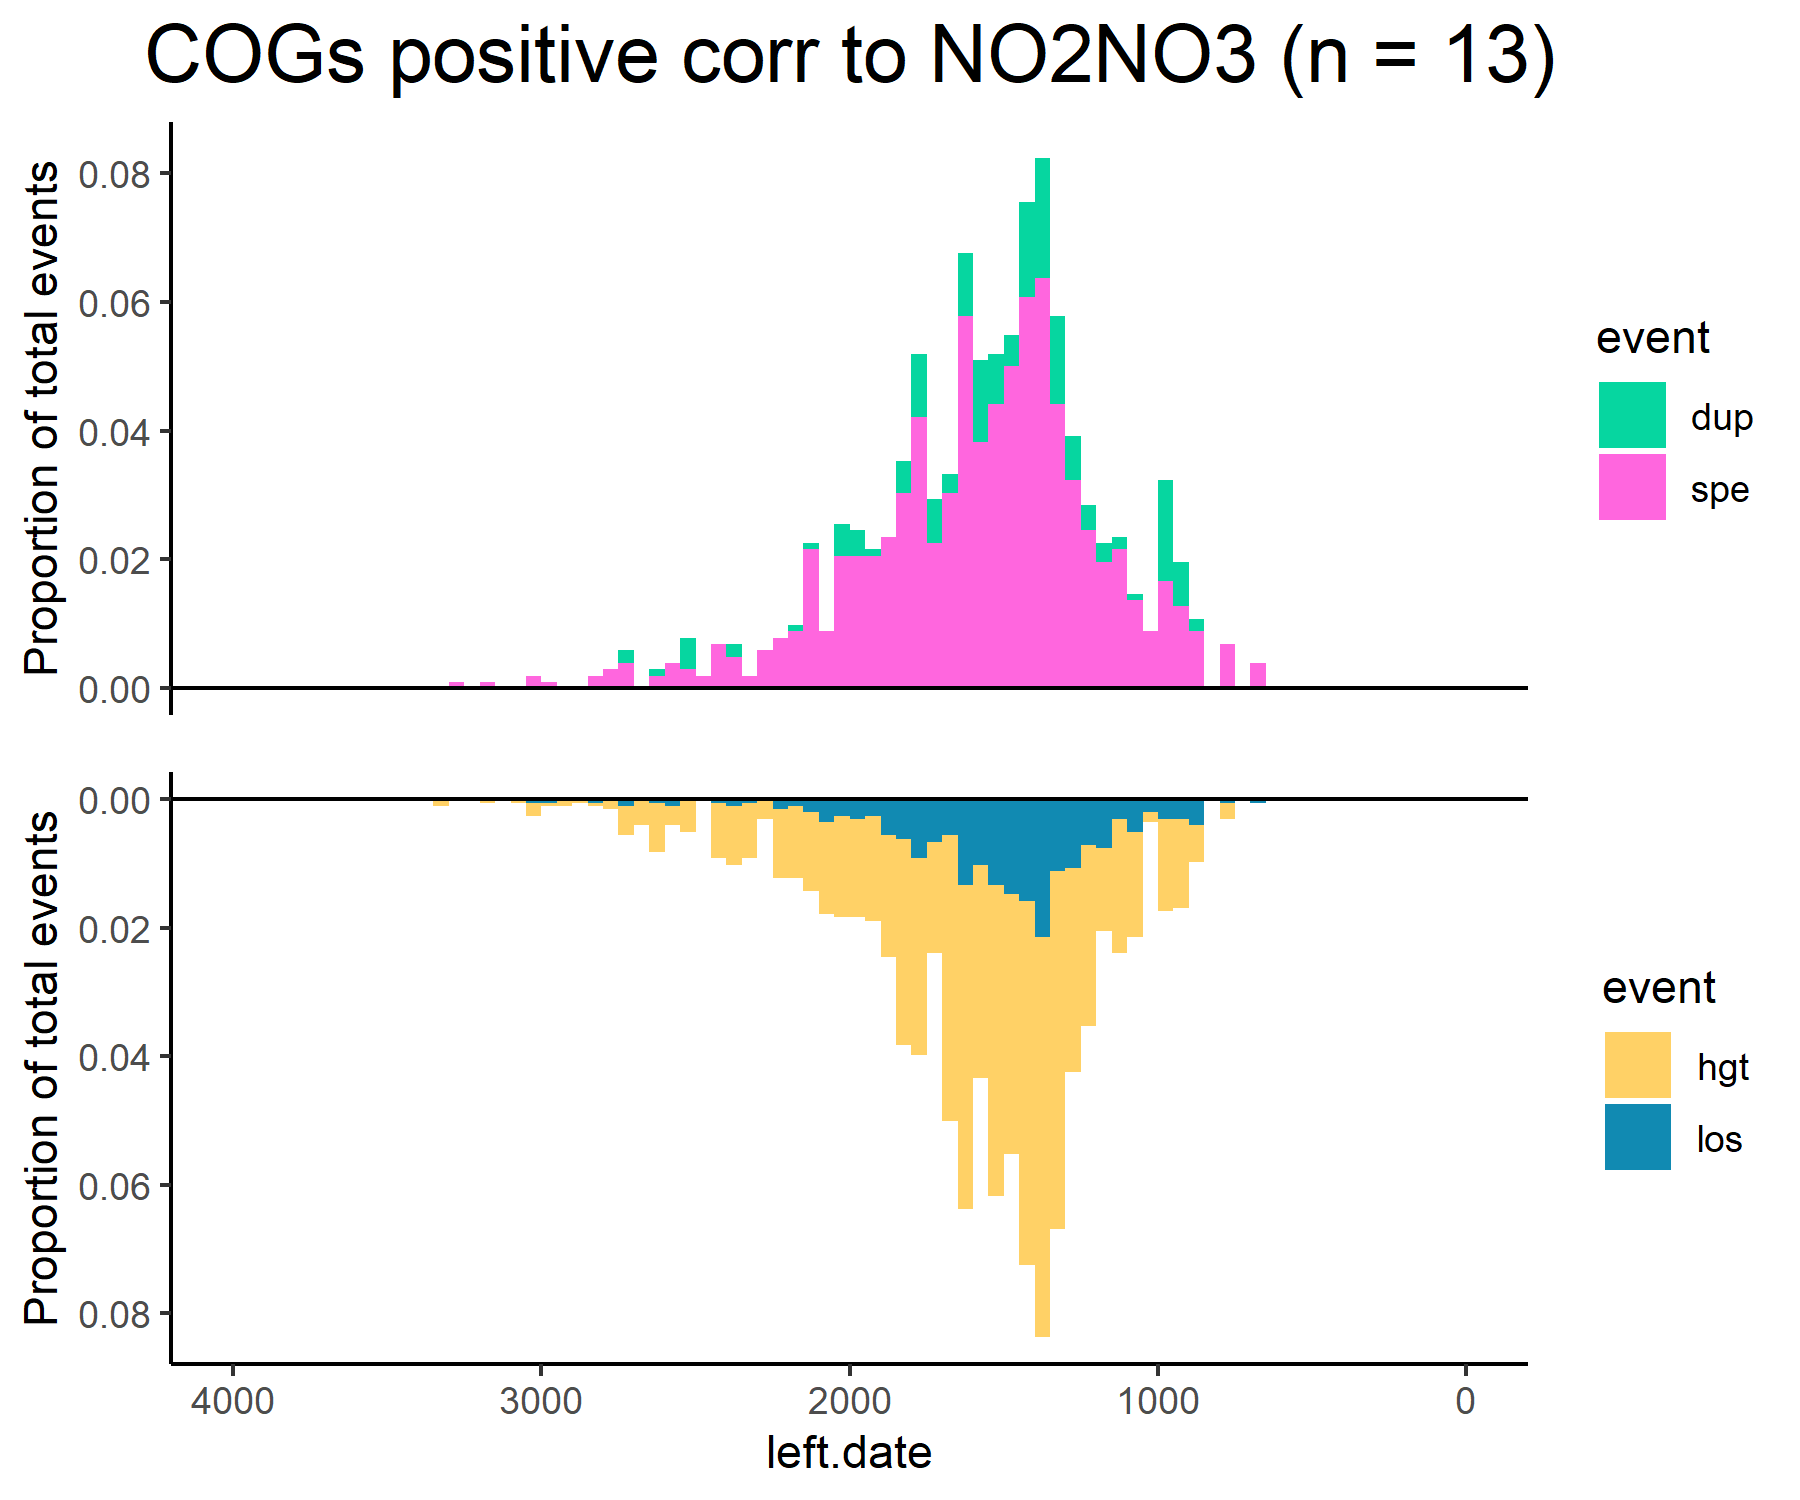 COGs positive corr to NO2NO3 (n = 13)
Proportion of total events
0.08
0.06
0.04
0.02
0.00
event
dup
spe
Proportion of total events
0.00
0.02
0.04
0.06
0.08
event
hgt
los
4000 3000 2000 1000 0
left.date